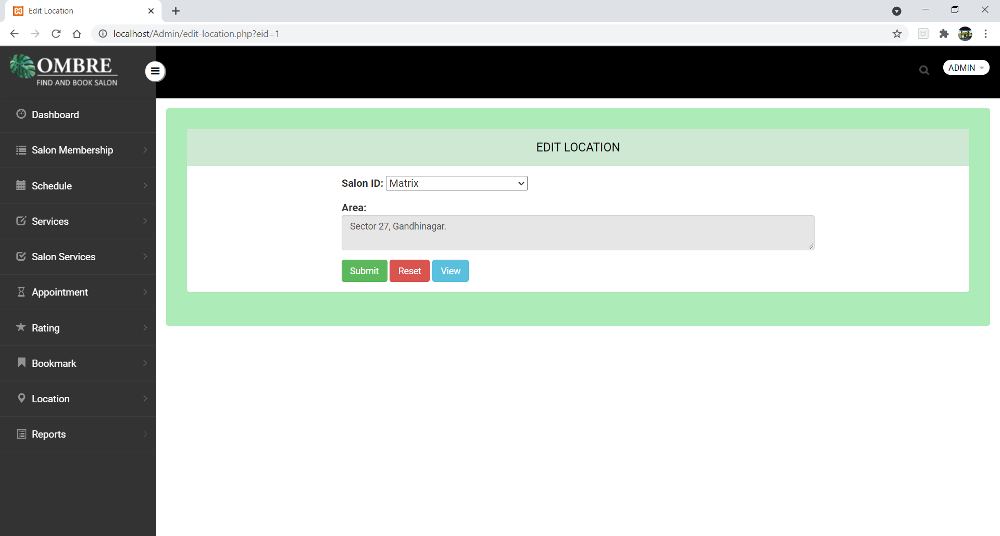 Edit Location
localhost/Admin/edit-location.php?eid=1
OMBRE
FIND AND BOOK SALON
ADMIN
Dashboard
Salon Membership
Schedule
Services
Salon Services
Appointment
Rating
Bookmark
Location
Reports
EDIT LOCATION
Salon ID: Matrix
Area:
Sector 27, Gandhinagar.
Submit Reset View